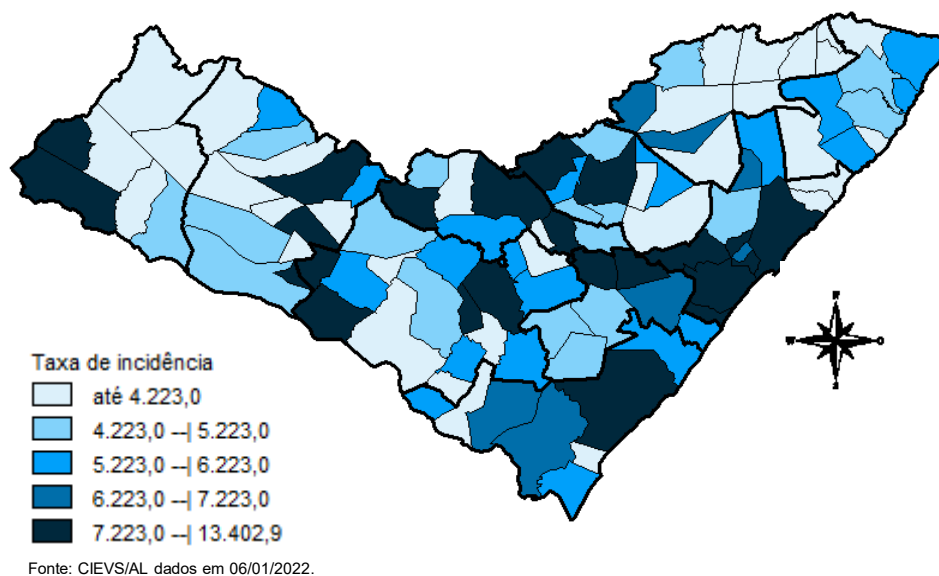 Taxa de incidência
até 4.223,0
4.223,0 --| 5.223,0
5.223,0 --| 6.223,0
6.223,0 --| 7.223,0
7.223,0 --| 13.402,9
Fonte: CIEVS/AL dados em 06/01/2022.